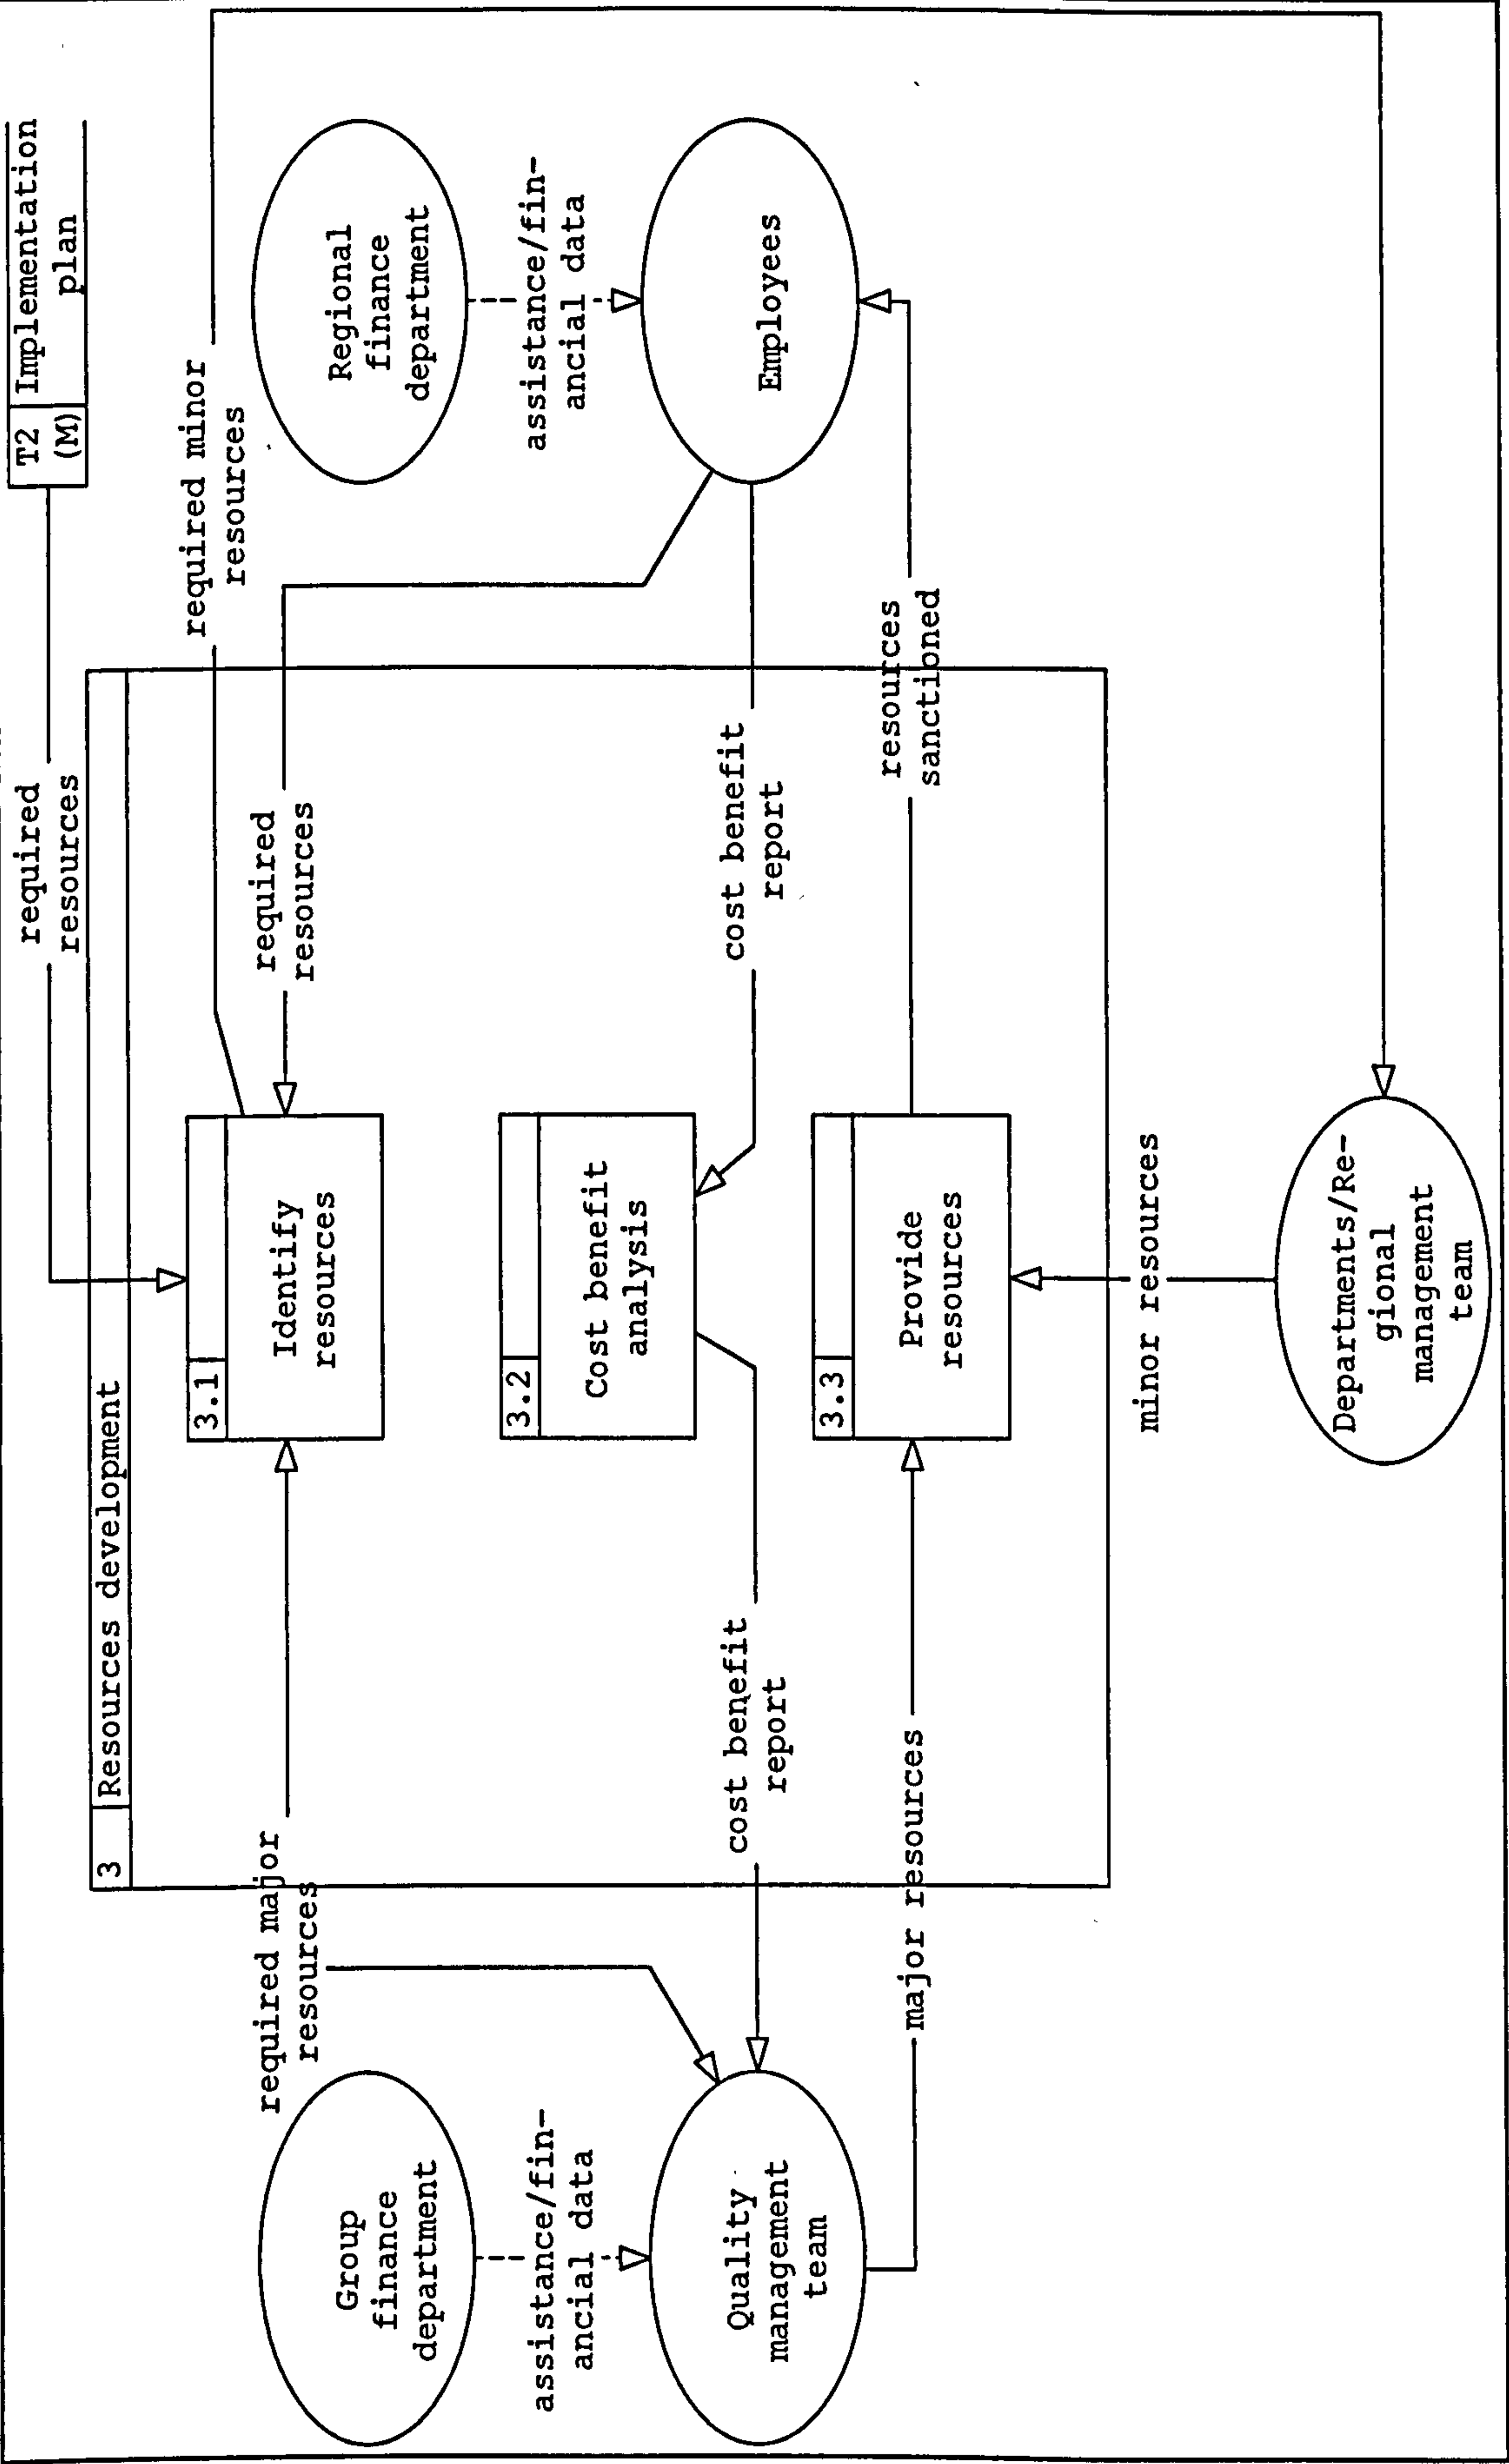 T2
Implementation
(M)
plan
required
resources
3
Resources development
required major
resources
3.1
Identify
resources
required
resources
required minor
resources
Group
finance
department
Regional
finance
department
assistance/fin-
ancial data
assistance/fin-
ancial data
3.2
Cost benefit
analysis
cost benefit
report
cost benefit
report
Quality
management
team
Employees
3.3
Provide
resources
major resources
resources
sanctioned
minor resources
Departments/Re-
gional
management
team